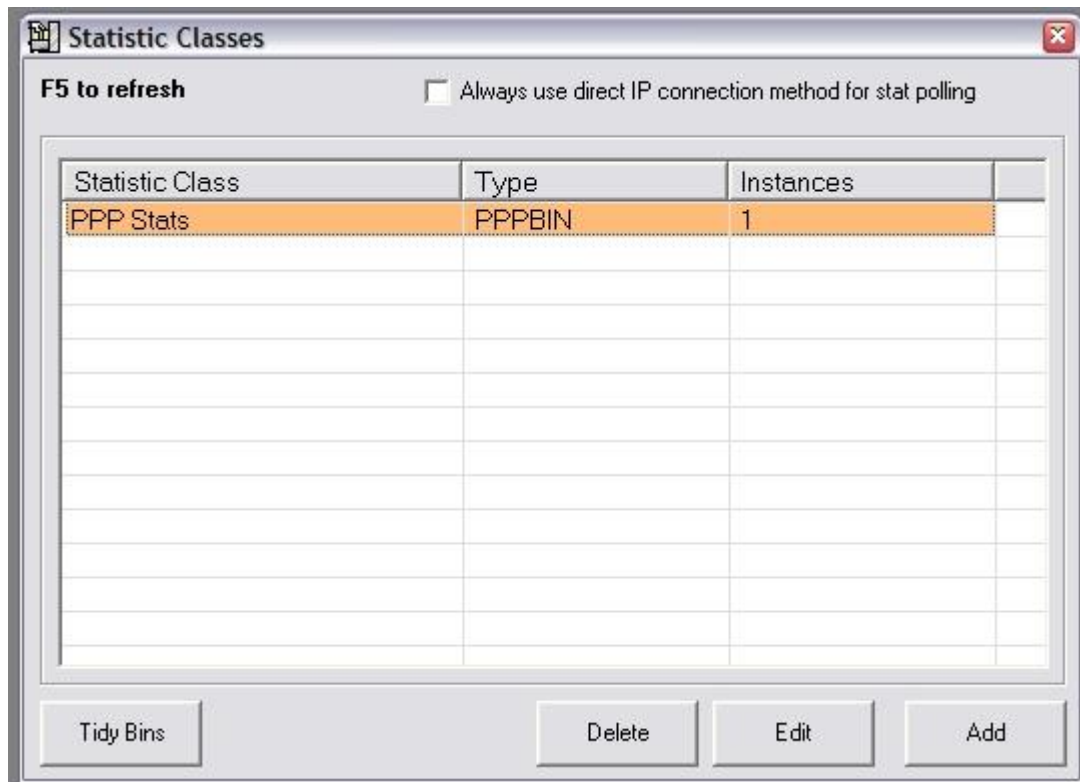 Statistic Classes
F5 to refresh
Always use direct IP connection method for stat polling
Statistic Class Type Instances
PPP Stats PPPBIN 1
Tidy Bins Delete Edit Add